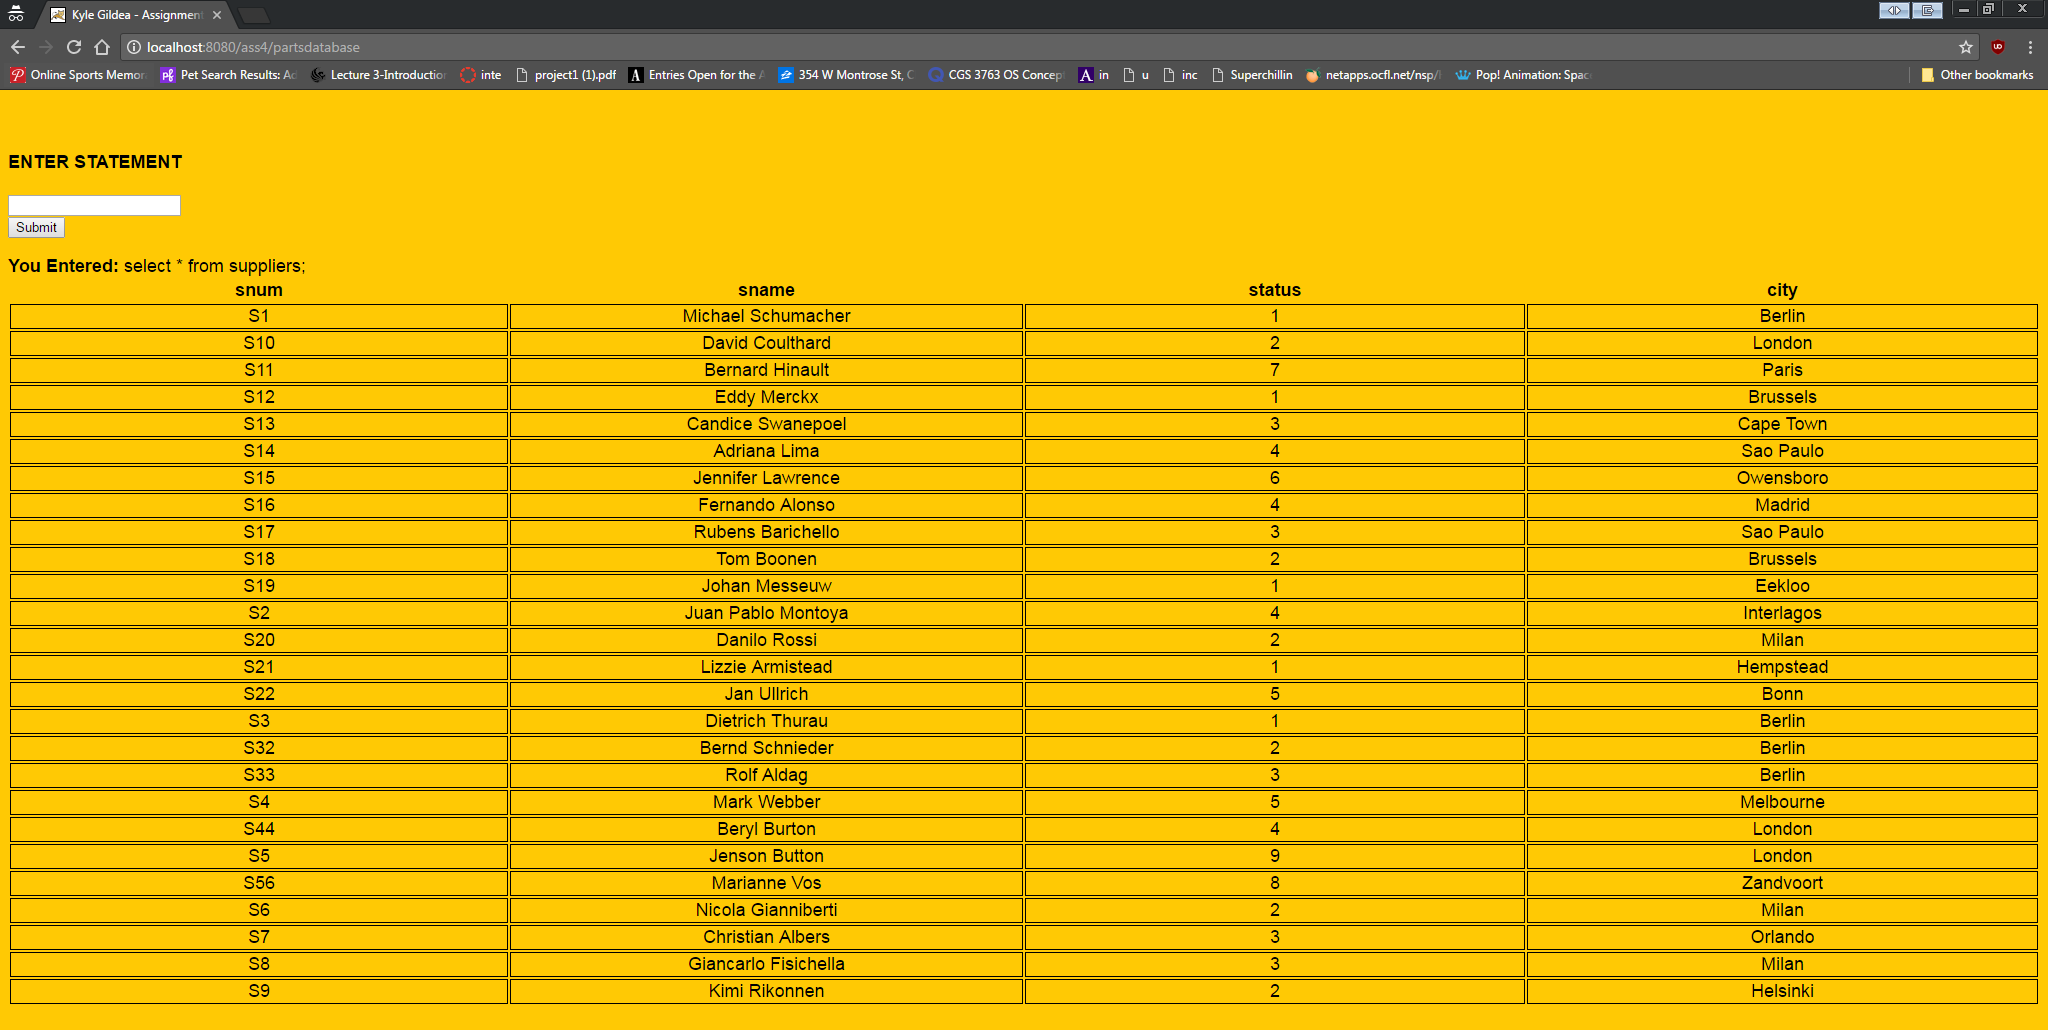 Kyle Gildea - Assignment
localhost:8080/ass4/partsdatabase
Online Sports Memor Pet Search Results: Ad Lecture 3-Introduction inte project1 (1).pdf Entries Open for the A 354 W Montrose St, C CGS 3763 OS Concep in u inc Superchillin netapps.ocfl.net/nsp/ Pop! Animation: Spac Other bookmarks
ENTER STATEMENT
Submit
You Entered: select * from suppliers;
snum sname status city
S1 Michael Schumacher 1 Berlin
S10 David Coulthard 2 London
S11 Bernard Hinault 7 Paris
S12 Eddy Merckx 1 Brussels
S13 Candice Swanepoel 3 Cape Town
S14 Adriana Lima 4 Sao Paulo
S15 Jennifer Lawrence 6 Owensboro
S16 Fernando Alonso 4 Madrid
S17 Rubens Barichello 3 Sao Paulo
S18 Tom Boonen 2 Brussels
S19 Johan Messeuw 1 Eekloo
S2 Juan Pablo Montoya 4 Interlagos
S20 Danilo Rossi 2 Milan
S21 Lizzie Armistead 1 Hempstead
S22 Jan Ullrich 5 Bonn
S3 Dietrich Thurau 1 Berlin
S32 Bernd Schnieder 2 Berlin
S33 Rolf Aldag 3 Berlin
S4 Mark Webber 5 Melbourne
S44 Beryl Burton 4 London
S5 Jenson Button 9 London
S56 Marianne Vos 8 Zandvoort
S6 Nicola Gianniberti 2 Milan
S7 Christian Albers 3 Orlando
S8 Giancarlo Fisichella 3 Milan
S9 Kimi Rikonnen 2 Helsinki